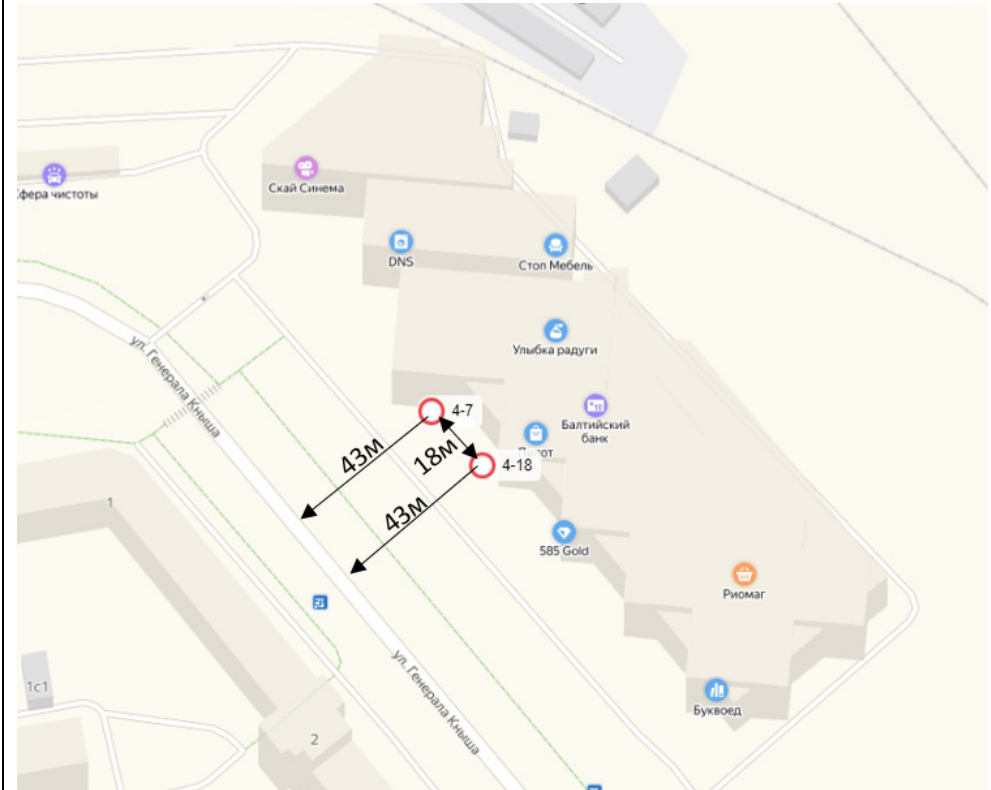 Скай Синема
Сфера чистоты
DNS
Стоп Мебель
Улыбка радуги
ул. Генерала Кныша
4-7
Балтийский
банк
43м
18м
4-18
1
43м
585 Gold
Риомаг
ул. Генерала Кныша
1с1
Буквоед
2